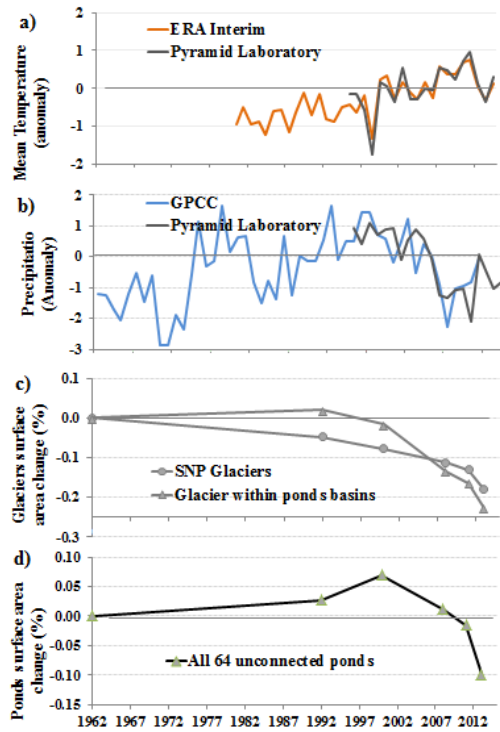 a)
Mean Temperature
(anomaly)
2
1
0
-1
-2
ERA Interim
Pyramid Laboratory
b)
Precipitatio
(Anomaly)
2
1
0
-1
-2
-3
GPCC
Pyramid Laboratory
c)
Glaciers surface
area change (%)
0.1
0.0
-0.1
-0.2
-0.3
SNP Glaciers
Glacier within ponds basins
d)
Ponds surface area
change (%)
0.10
0.05
0.00
-0.05
-0.10
-0.15
All 64 unconnected ponds
1962 1967 1972 1977 1982 1987 1992 1997 2002 2007 2012